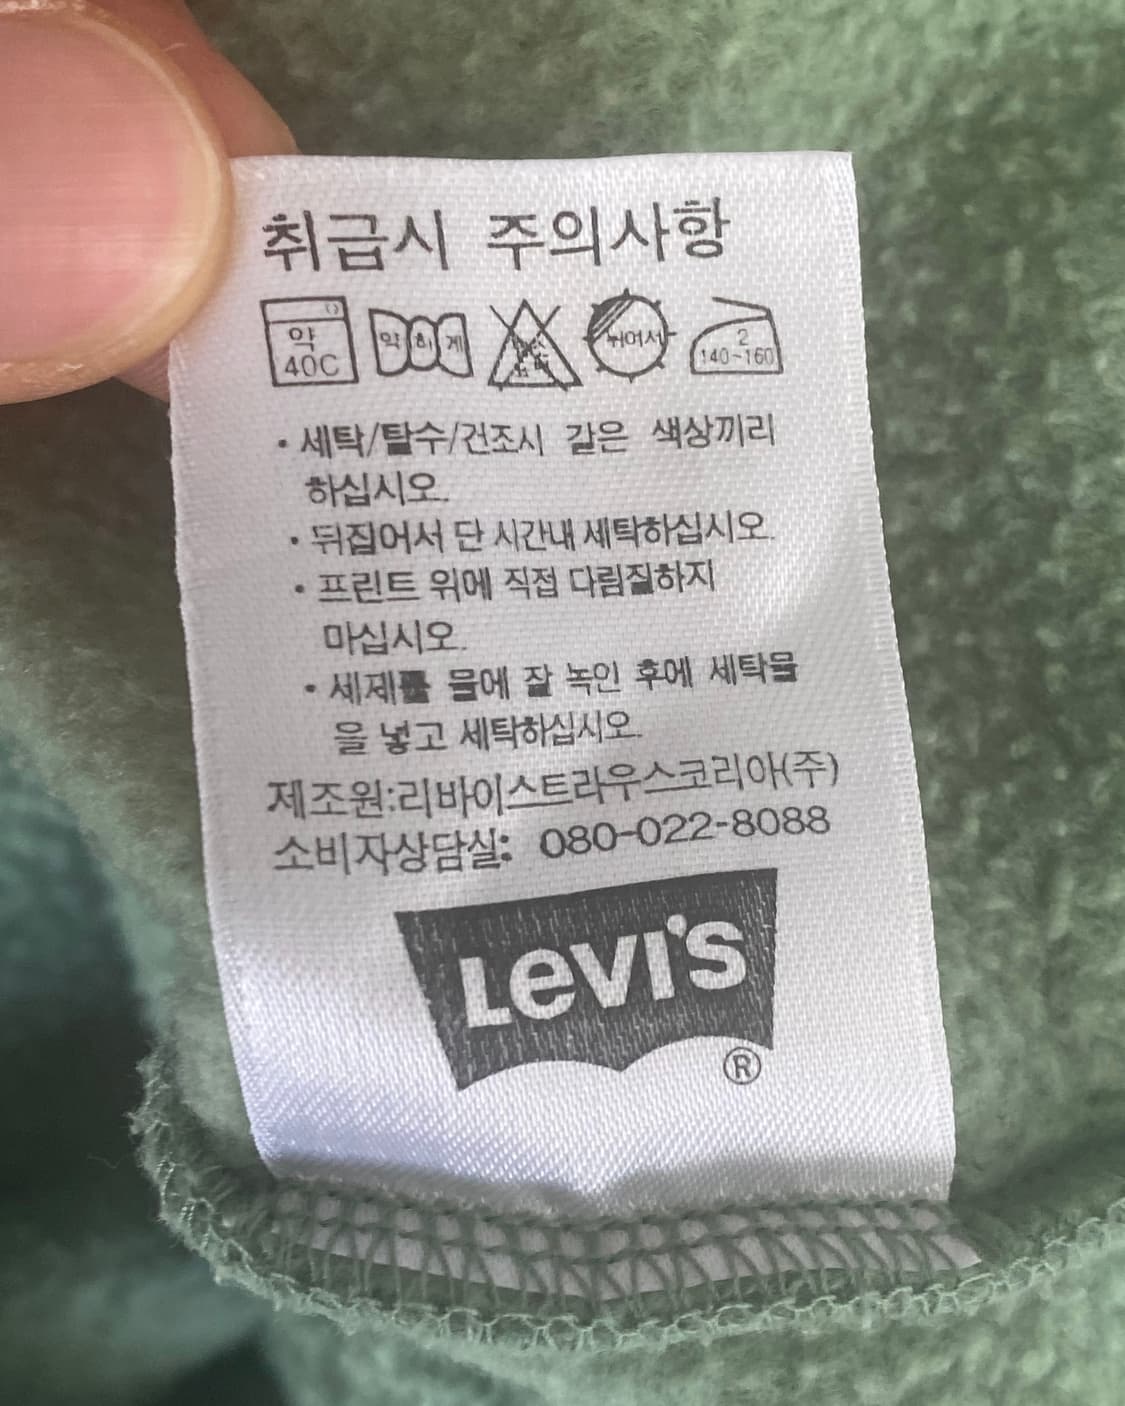 취급시 주의사항
약 40C 약하게 뉘어서 2 140~160
• 세탁/탈수/건조시 같은 색상끼리
하십시오.
• 뒤집어서 단 시간내 세탁하십시오.
• 프린트 위에 직접 다림질하지
마십시오.
• 세제를 물에 잘 녹인 후에 세탁물
을 넣고 세탁하십시오.
제조원:리바이스트라우스코리아(주)
소비자상담실: 080-022-8088
LEVI'S
®